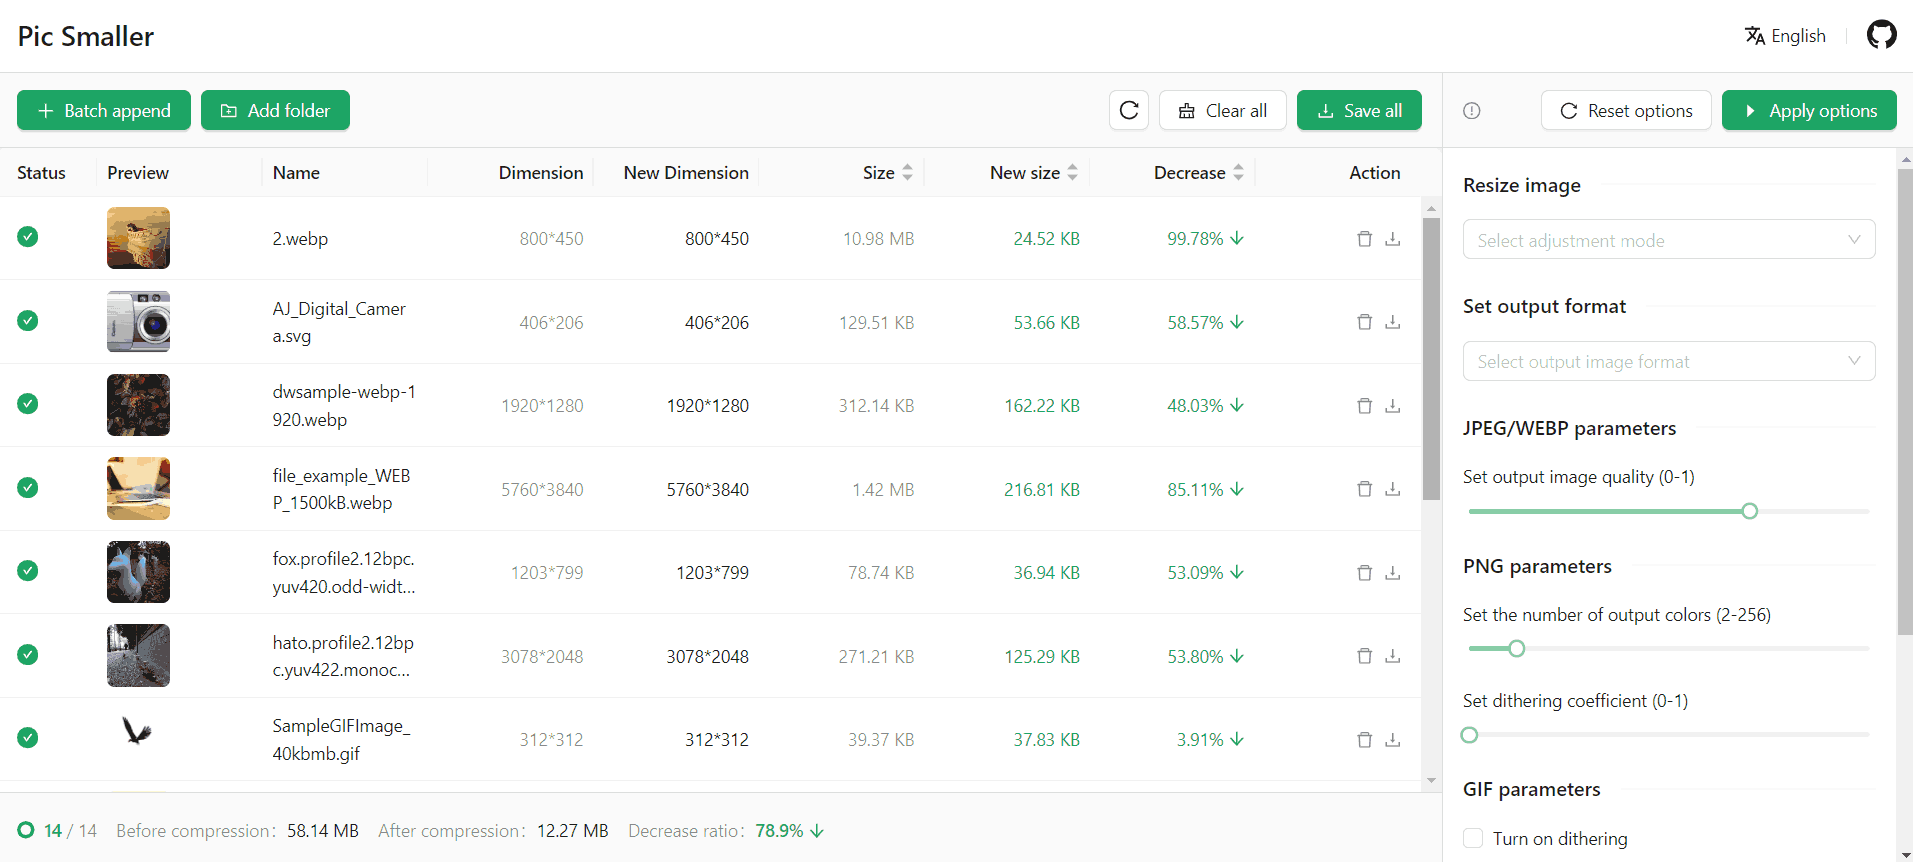 Pic Smaller
English
Batch append
Add folder
Clear all
Save all
Reset options
Apply options
Status Preview Name Dimension New Dimension Size New size Decrease Action
2.webp 800*450 800*450 10.98 MB 24.52 KB 99.78%
AJ_Digital_Camer
a.svg
406*206 406*206 129.51 KB 53.66 KB 58.57%
dwsample-webp-1
920.webp
1920*1280 1920*1280 312.14 KB 162.22 KB 48.03%
file_example_WEB
P_1500kB.webp
5760*3840 5760*3840 1.42 MB 216.81 KB 85.11%
fox.profile2.12bpc.
yuv420.odd-widt...
1203*799 1203*799 78.74 KB 36.94 KB 53.09%
hato.profile2.12bp
c.yuv422.monoc...
3078*2048 3078*2048 271.21 KB 125.29 KB 53.80%
SampleGIFImage_
40kbmb.gif
312*312 312*312 39.37 KB 37.83 KB 3.91%
14 / 14 Before compression: 58.14 MB After compression: 12.27 MB Decrease ratio: 78.9%
Resize image
Select adjustment mode
Set output format
Select output image format
JPEG/WEBP parameters
Set output image quality (0-1)
PNG parameters
Set the number of output colors (2-256)
Set dithering coefficient (0-1)
GIF parameters
Turn on dithering